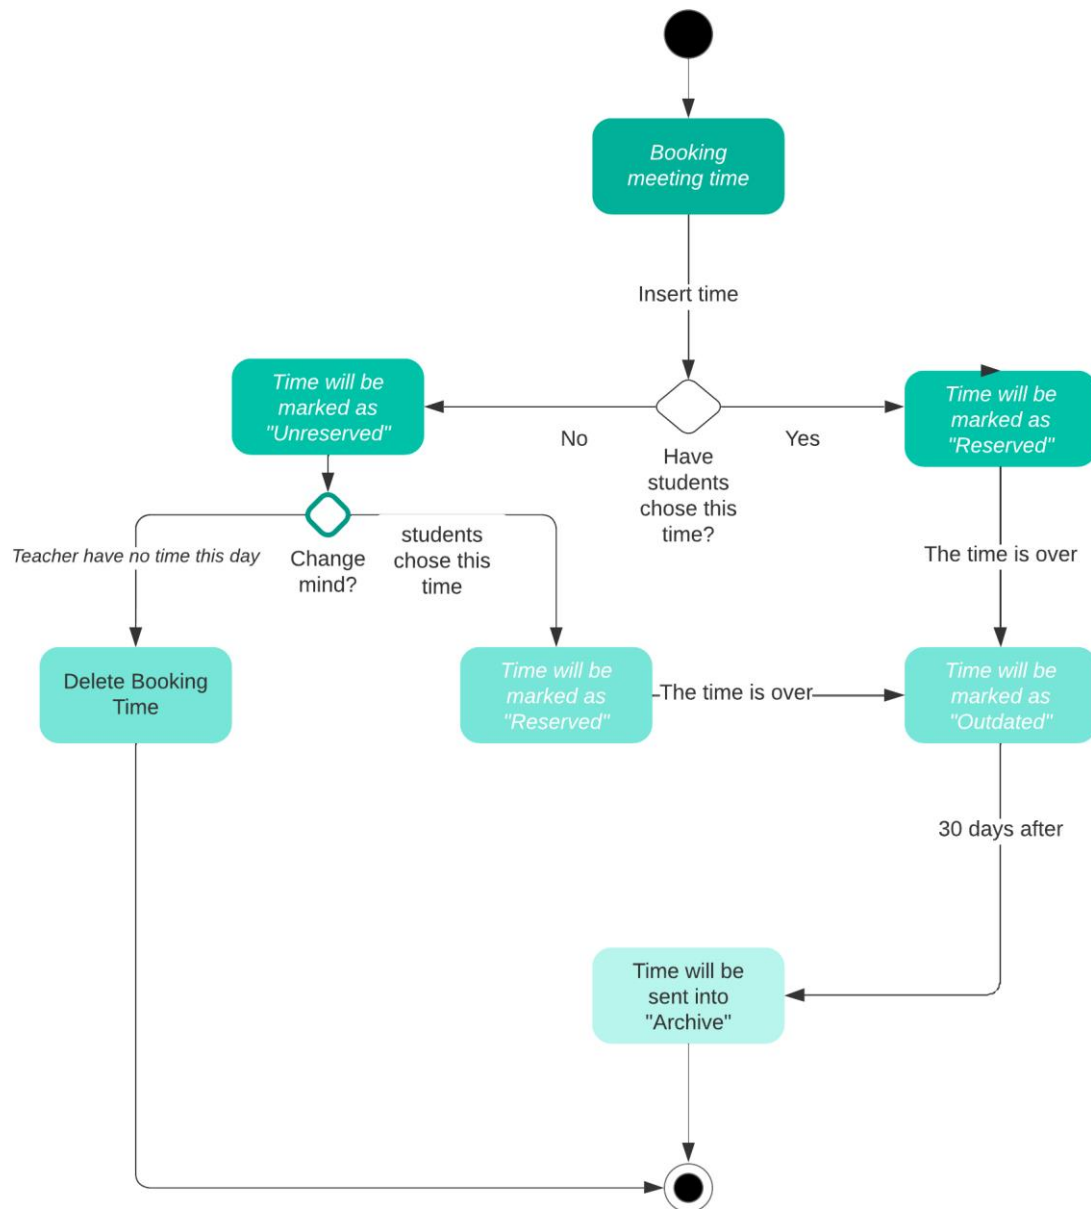 Booking
meeting time
Insert time
Time will be
marked as
"Unreserved"
No
Yes
Have
students
chose this
time?
Time will be
marked as
"Reserved"
Teacher have no time this day
Change
mind?
students
chose this
time
The time is over
Delete Booking
Time
Time will be
marked as
"Reserved"
The time is over
Time will be
marked as
"Outdated"
30 days after
Time will be
sent into
"Archive"